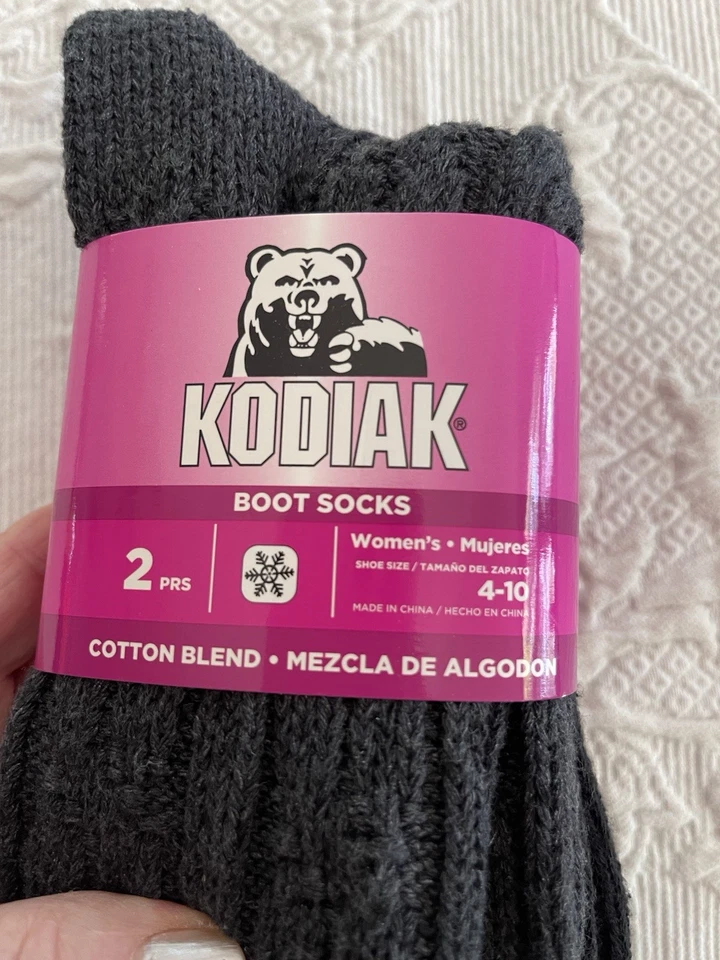 KODIAK®
BOOT SOCKS
2 PRS
Women's • Mujeres
SHOE SIZE / TAMAÑO DEL ZAPATO
4-10
MADE IN CHINA / HECHO EN CHINA
COTTON BLEND • MEZCLA DE ALGODON